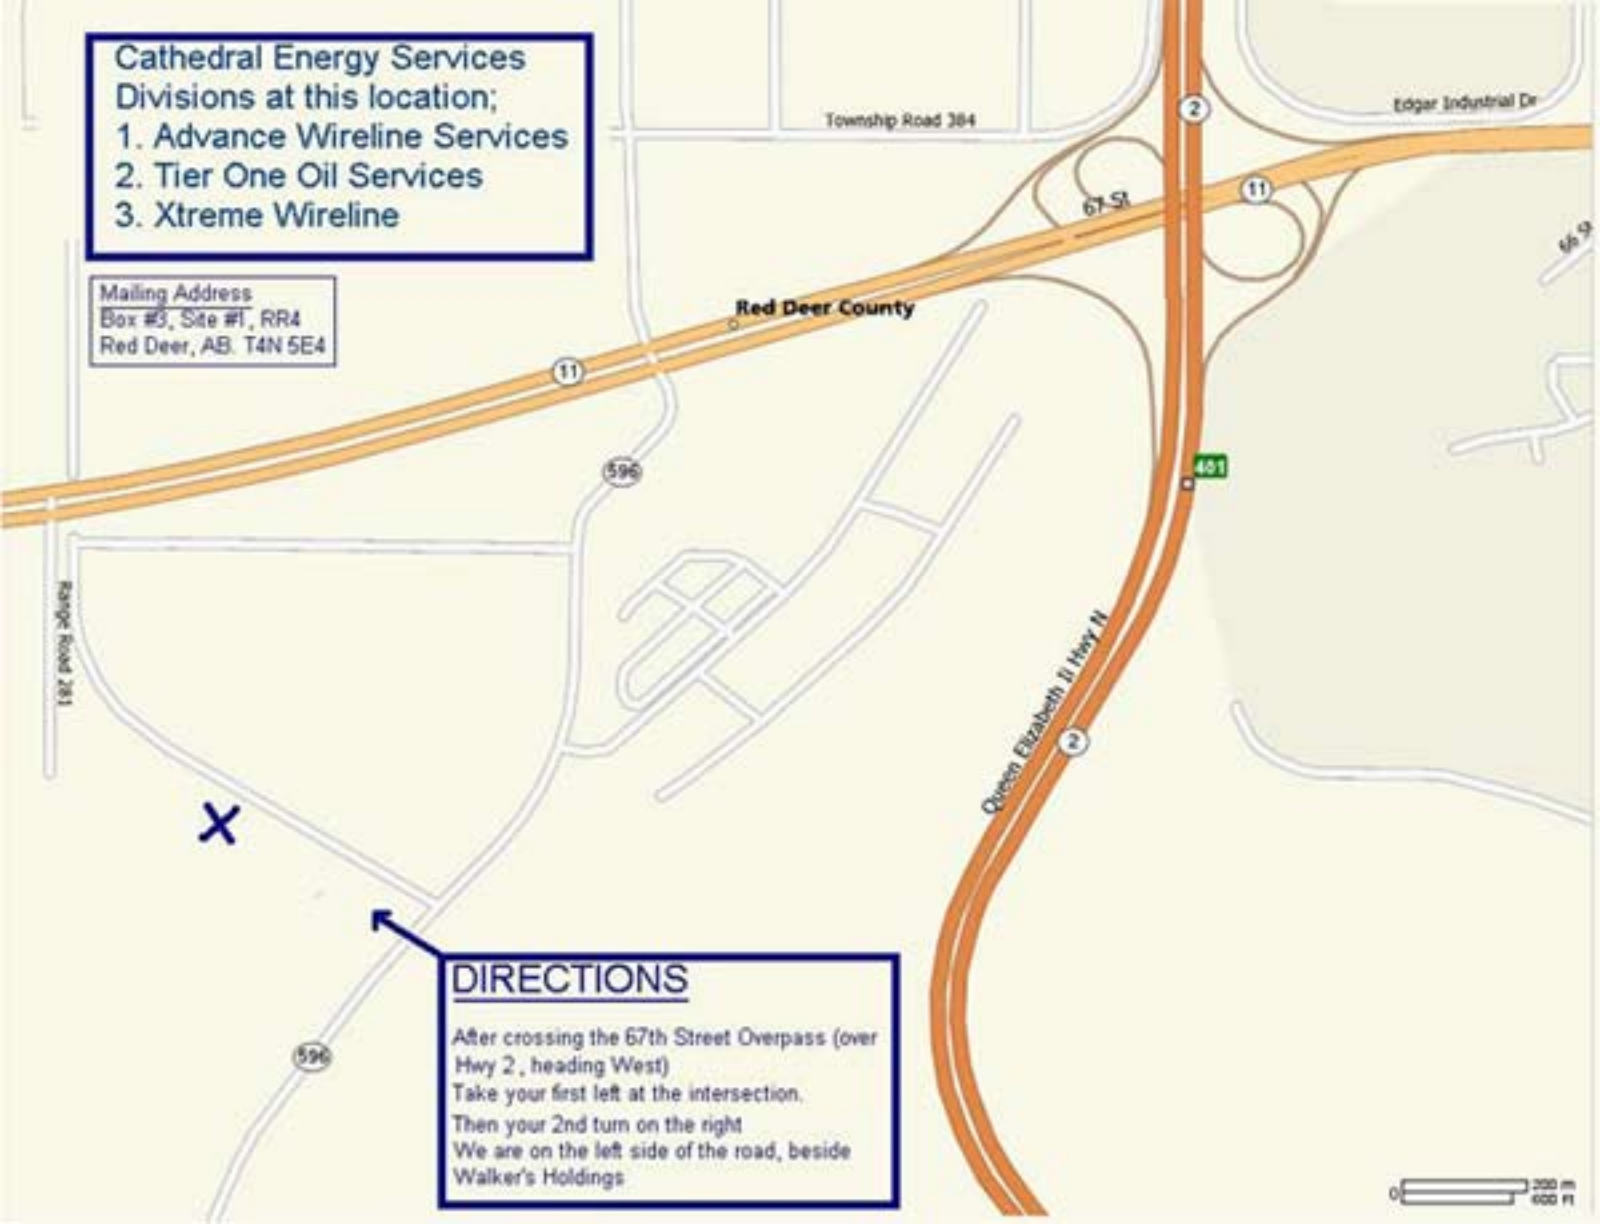 Cathedral Energy Services
Divisions at this location;
1. Advance Wireline Services
2. Tier One Oil Services
3. Xtreme Wireline
Mailing Address
Box #3, Site #1, RR4
Red Deer, AB. T4N 5E4
Township Road 384
2
Edgar Industrial Dr
67 St
11
66 St
Red Deer County
11
596
401
Range Road 281
Queen Elizabeth Ii Hwy N
2
X
DIRECTIONS
After crossing the 67th Street Overpass (over
Hwy 2 , heading West)
Take your first left at the intersection.
Then your 2nd turn on the right
We are on the left side of the road, beside
Walker's Holdings
596
0
200 m
600 Ft